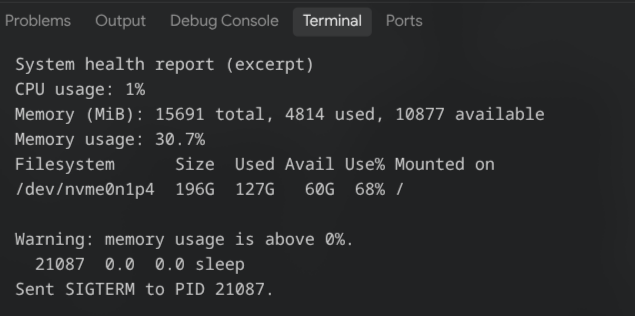 Problems Output Debug Console Terminal Ports
System health report (excerpt)
CPU usage: 1%
Memory (MiB): 15691 total, 4814 used, 10877 available
Memory usage: 30.7%
Filesystem      Size  Used Avail Use% Mounted on
/dev/nvme0n1p4  196G  127G   60G  68% /
Warning: memory usage is above 0%.
  21087  0.0  0.0 sleep
Sent SIGTERM to PID 21087.